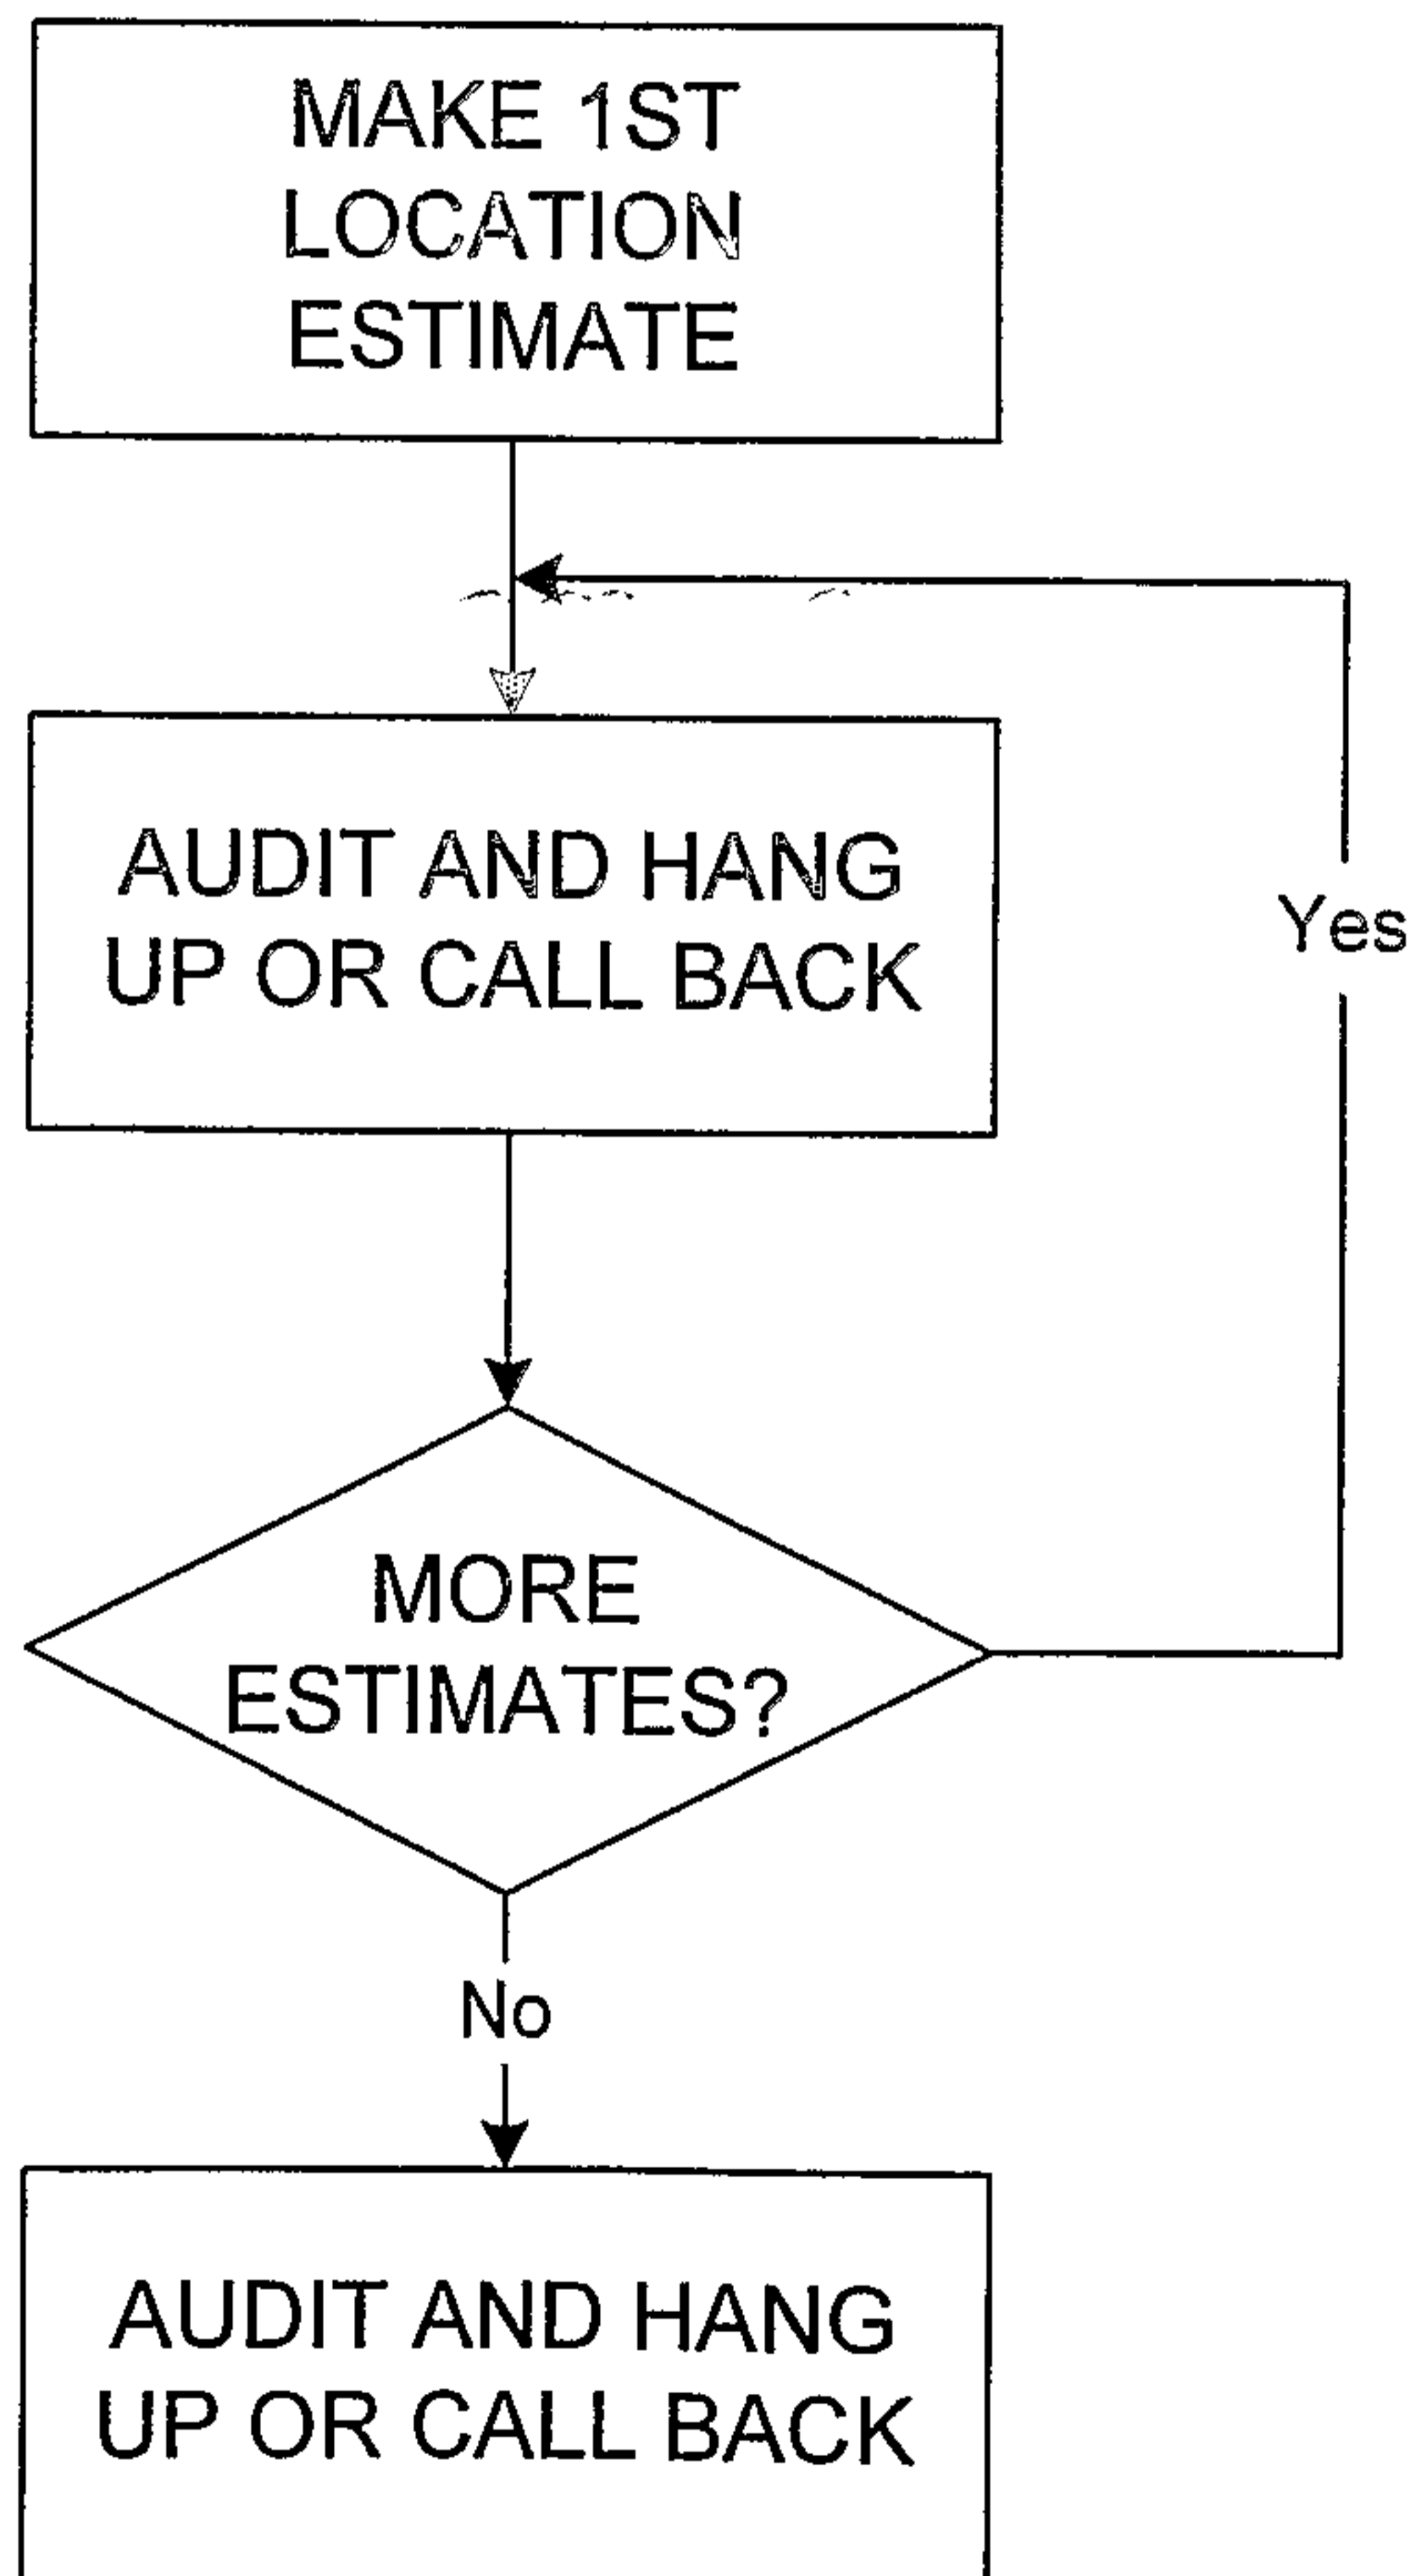 MAKE 1ST
LOCATION
ESTIMATE
AUDIT AND HANG
UP OR CALL BACK
Yes
MORE
ESTIMATES?
No
AUDIT AND HANG
UP OR CALL BACK